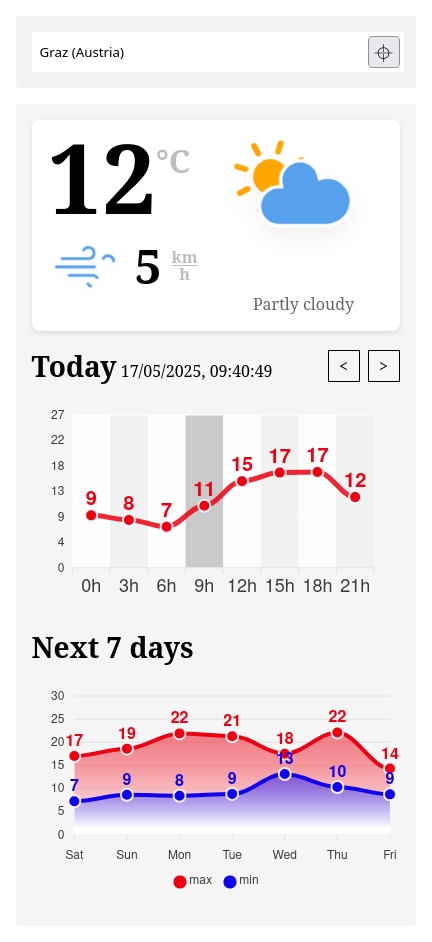 Graz (Austria)
12 °C
5 km/h
Partly cloudy
Today 17/05/2025, 09:40:49
< >
27
22
18
13
9
4
0
9 8 7 11 15 17 17 12
0h 3h 6h 9h 12h 15h 18h 21h
Next 7 days
30
25
20
15
10
5
0
17 19 22 21 18 22 14
7 9 8 9 13 10 9
Sat Sun Mon Tue Wed Thu Fri
max min